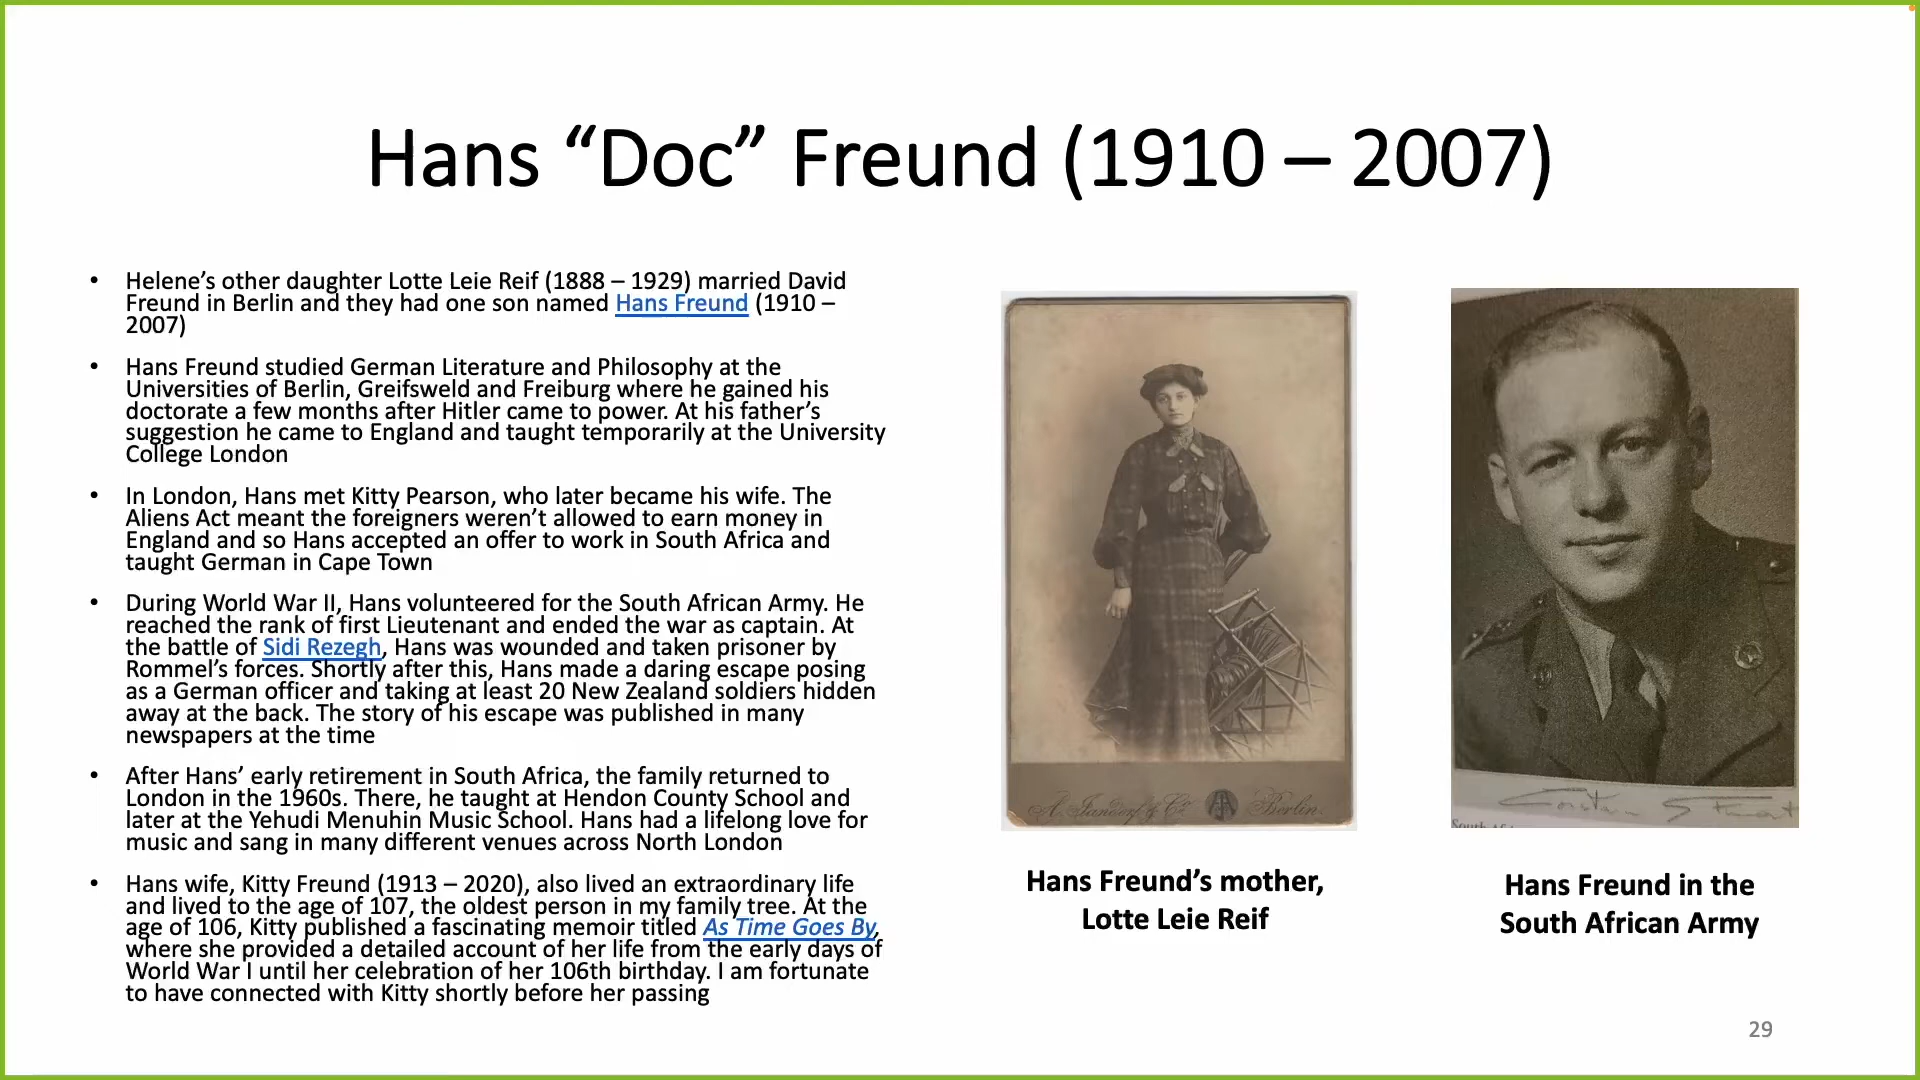 Hans “Doc” Freund (1910 – 2007)
• Helene’s other daughter Lotte Leie Reif (1888 – 1929) married David
Freund in Berlin and they had one son named Hans Freund (1910 –
2007)
• Hans Freund studied German Literature and Philosophy at the
Universities of Berlin, Greifsweld and Freiburg where he gained his
doctorate a few months after Hitler came to power. At his father’s
suggestion he came to England and taught temporarily at the University
College London
• In London, Hans met Kitty Pearson, who later became his wife. The
Aliens Act meant the foreigners weren’t allowed to earn money in
England and so Hans accepted an offer to work in South Africa and
taught German in Cape Town
• During World War II, Hans volunteered for the South African Army. He
reached the rank of first Lieutenant and ended the war as captain. At
the battle of Sidi Rezegh, Hans was wounded and taken prisoner by
Rommel’s forces. Shortly after this, Hans made a daring escape posing
as a German officer and taking at least 20 New Zealand soldiers hidden
away at the back. The story of his escape was published in many
newspapers at the time
• After Hans’ early retirement in South Africa, the family returned to
London in the 1960s. There, he taught at Hendon County School and
later at the Yehudi Menuhin Music School. Hans had a lifelong love for
music and sang in many different venues across North London
• Hans wife, Kitty Freund (1913 – 2020), also lived an extraordinary life
and lived to the age of 107, the oldest person in my family tree. At the
age of 106, Kitty published a fascinating memoir titled As Time Goes By,
where she provided a detailed account of her life from the early days of
World War I until her celebration of her 106th birthday. I am fortunate
to have connected with Kitty shortly before her passing
A. Jandorf & Co Berlin
Hans Freund’s mother,
Lotte Leie Reif
Hans Freund in the
South African Army
29